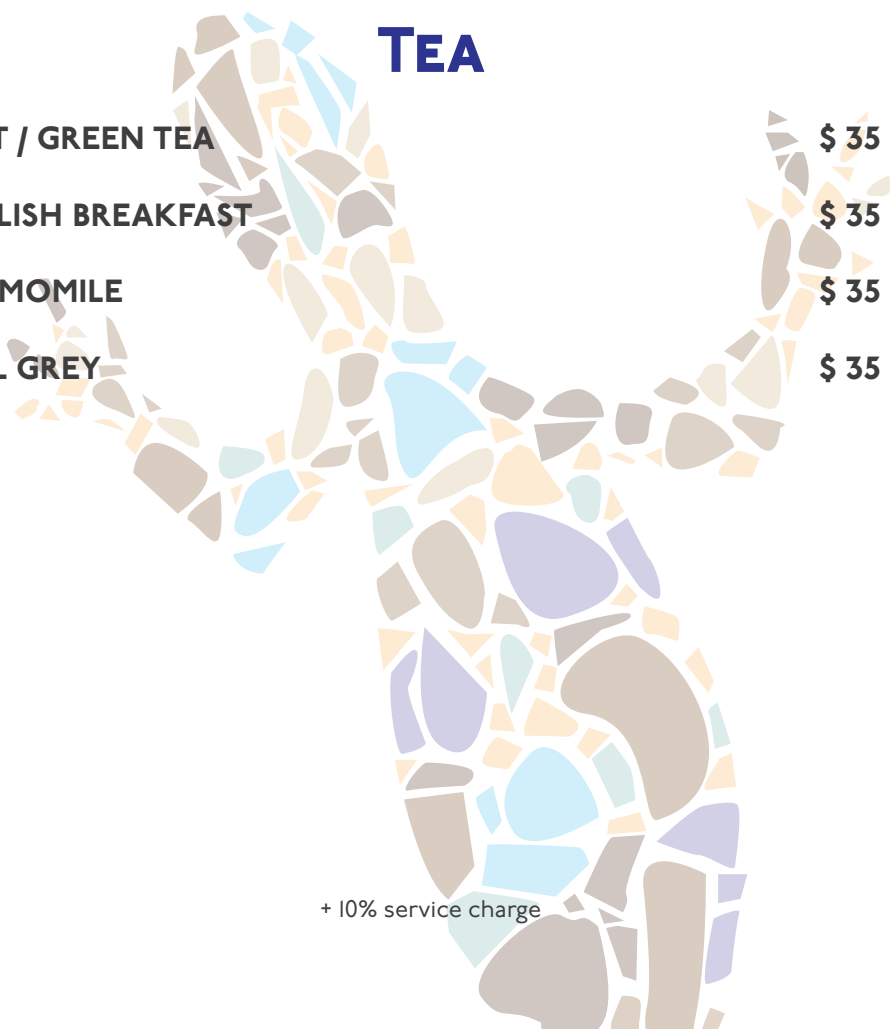 TEA
T / GREEN TEA $ 35
LISH BREAKFAST $ 35
MOMILE $ 35
L GREY $ 35
+ 10% service charge